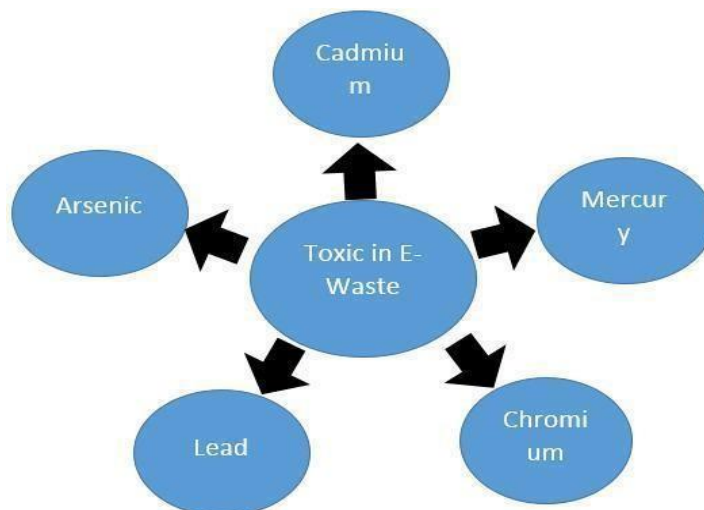 Cadmiu
m
Arsenic
Mercur
y
Toxic in E-
Waste
Lead
Chromi
um